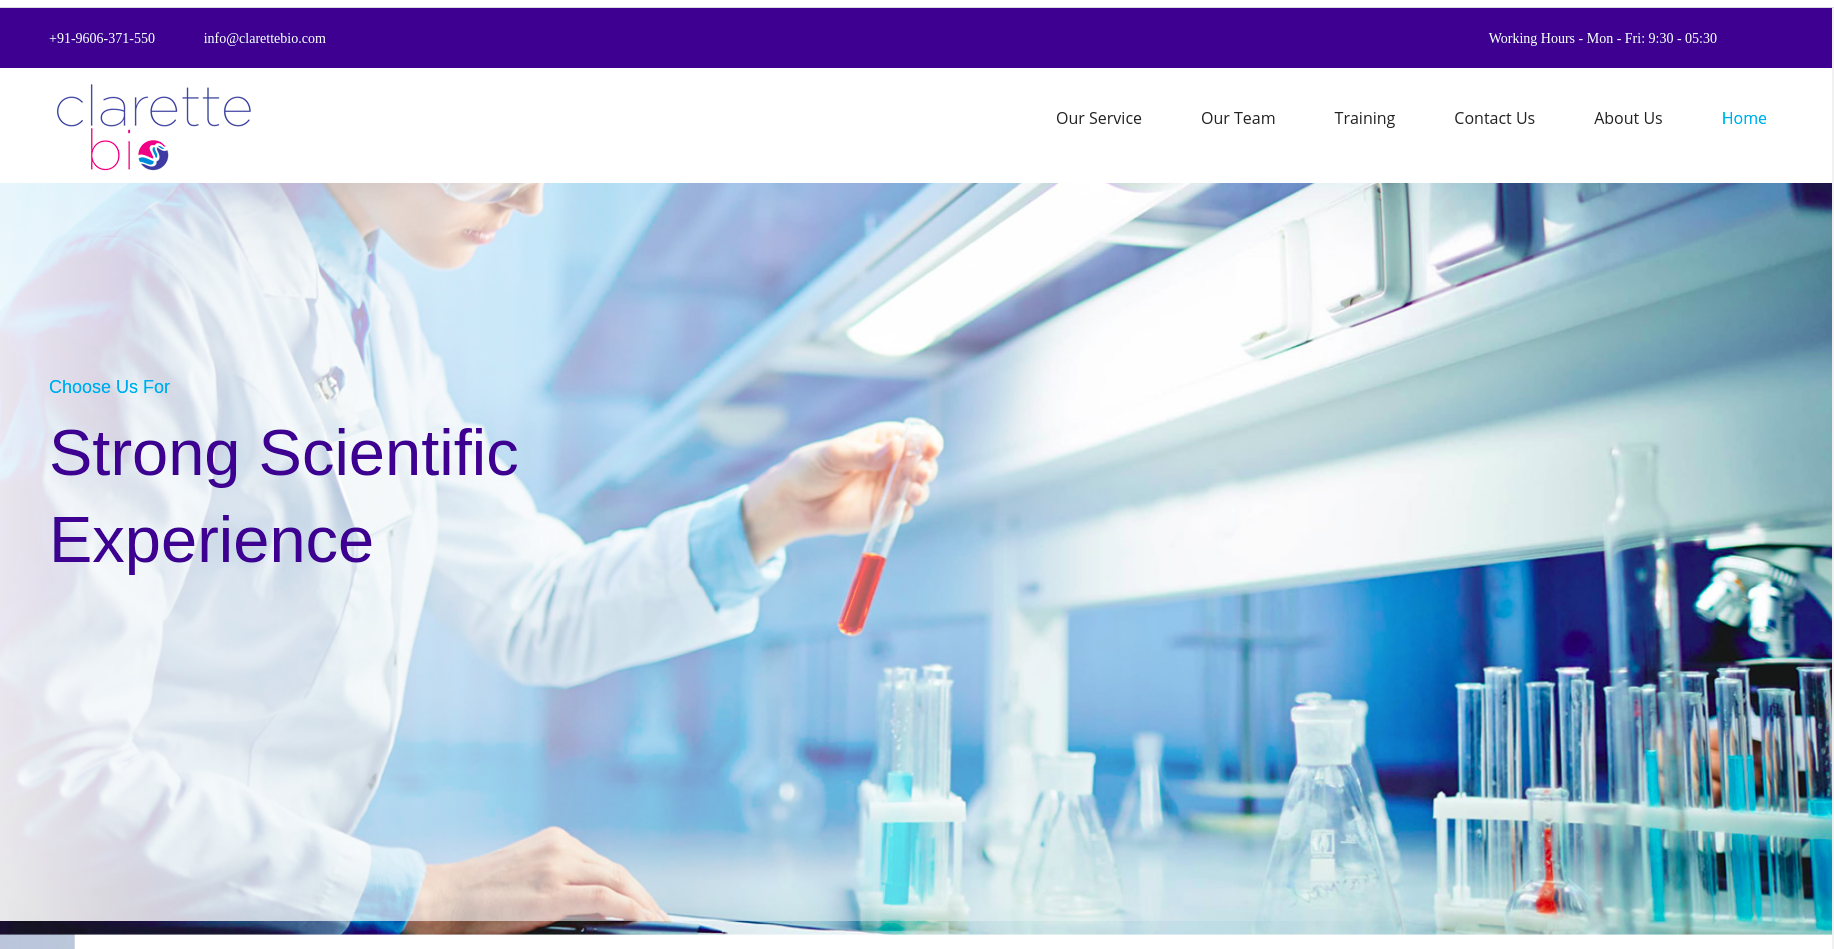 +91-9606-371-550 info@clarettebio.com Working Hours - Mon - Fri: 9:30 - 05:30
clarette
bio
Our Service Our Team Training Contact Us About Us Home
Choose Us For
Strong Scientific
Experience